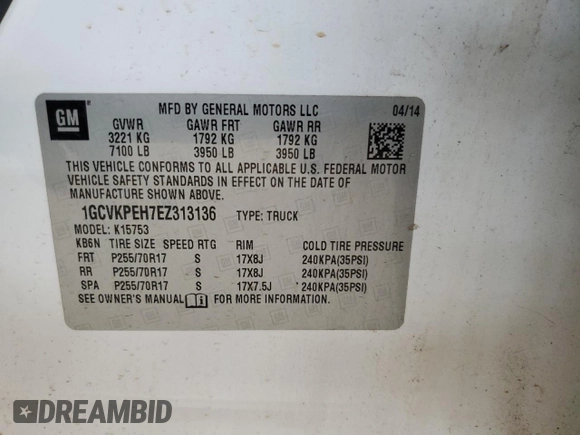 GM
MFD BY GENERAL MOTORS LLC 04/14
GVWR GAWR FRT GAWR RR
3221 KG 1792 KG 1792 KG
7100 LB 3950 LB 3950 LB
THIS VEHICLE CONFORMS TO ALL APPLICABLE U.S. FEDERAL MOTOR
VEHICLE SAFETY STANDARDS IN EFFECT ON THE DATE OF
MANUFACTURE SHOWN ABOVE.
1GCVKPEH7EZ313136 TYPE: TRUCK
MODEL: K15753
KB6N TIRE SIZE SPEED RTG RIM COLD TIRE PRESSURE
FRT P255/70R17 S 17X8J 240KPA(35PSI)
RR P255/70R17 S 17X8J 240KPA(35PSI)
SPA P255/70R17 S 17X7.5J 240KPA(35PSI)
SEE OWNER'S MANUAL FOR MORE INFORMATION.
DREAMBID